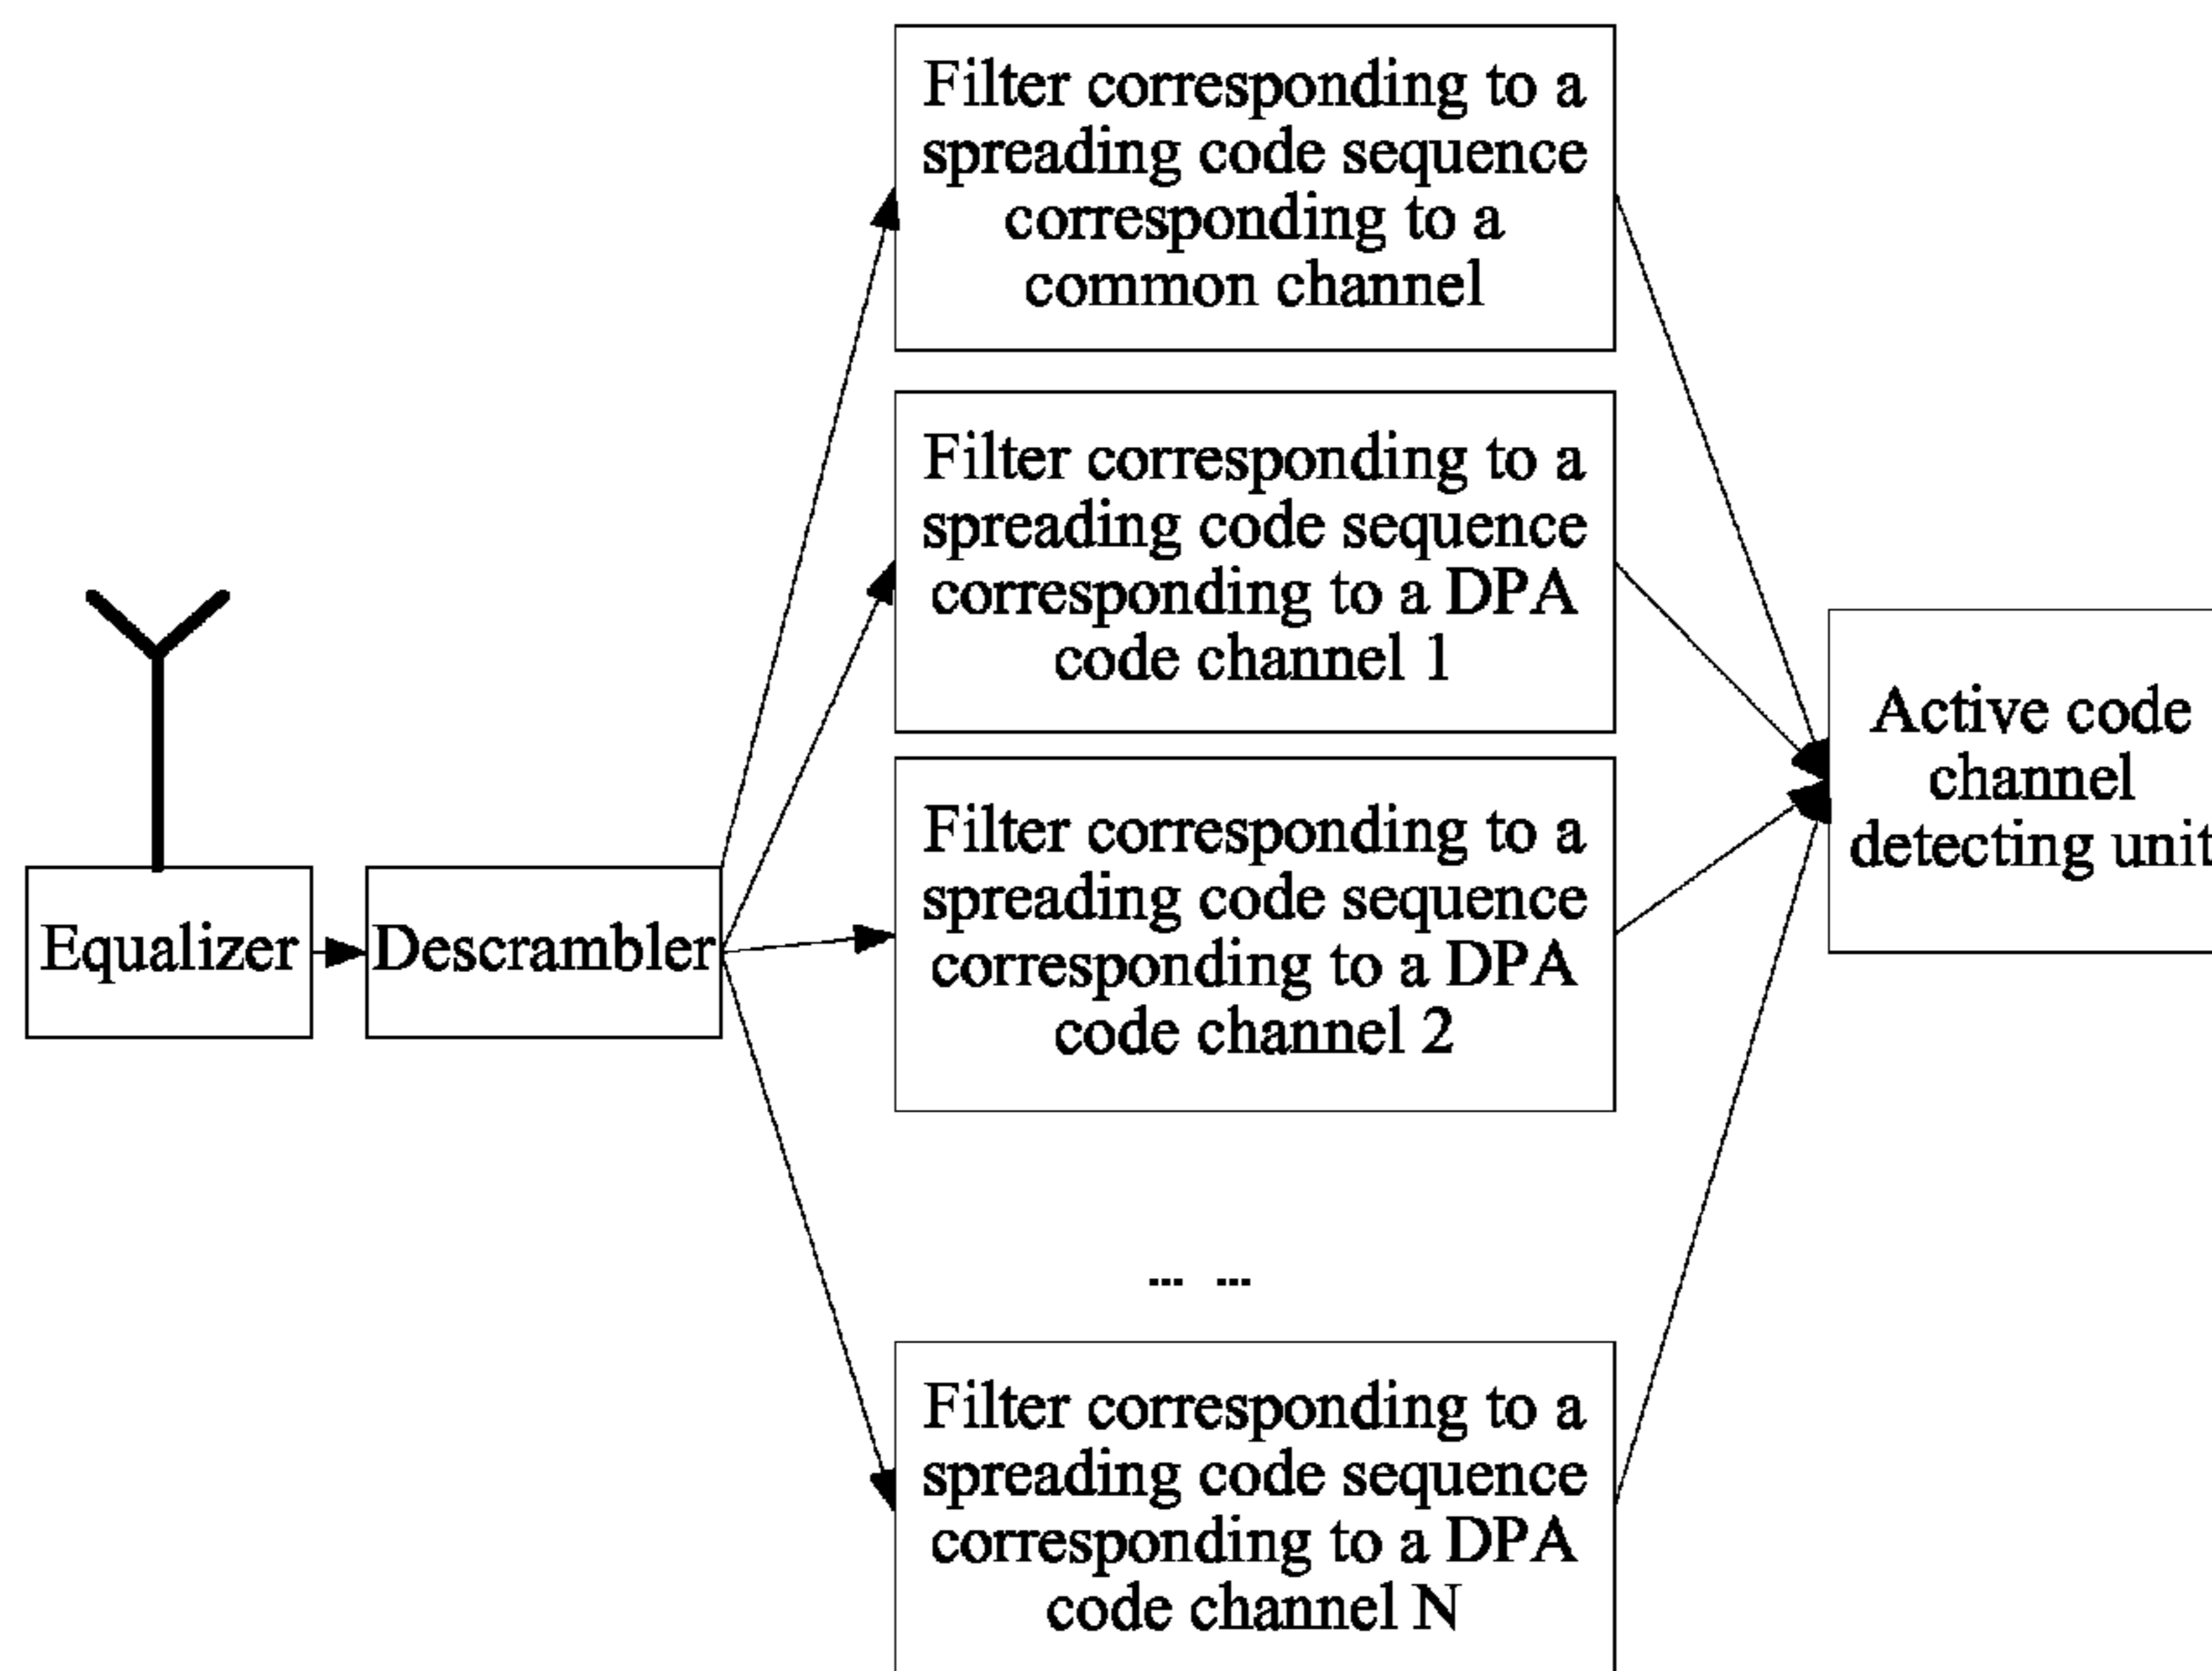 Filter corresponding to a
spreading code sequence
corresponding to a
common channel
Filter corresponding to a
spreading code sequence
corresponding to a DPA
code channel 1
Active code
channel
detecting unit
Filter corresponding to a
spreading code sequence
corresponding to a DPA
code channel 2
Equalizer
Descrambler
... ...
Filter corresponding to a
spreading code sequence
corresponding to a DPA
code channel N